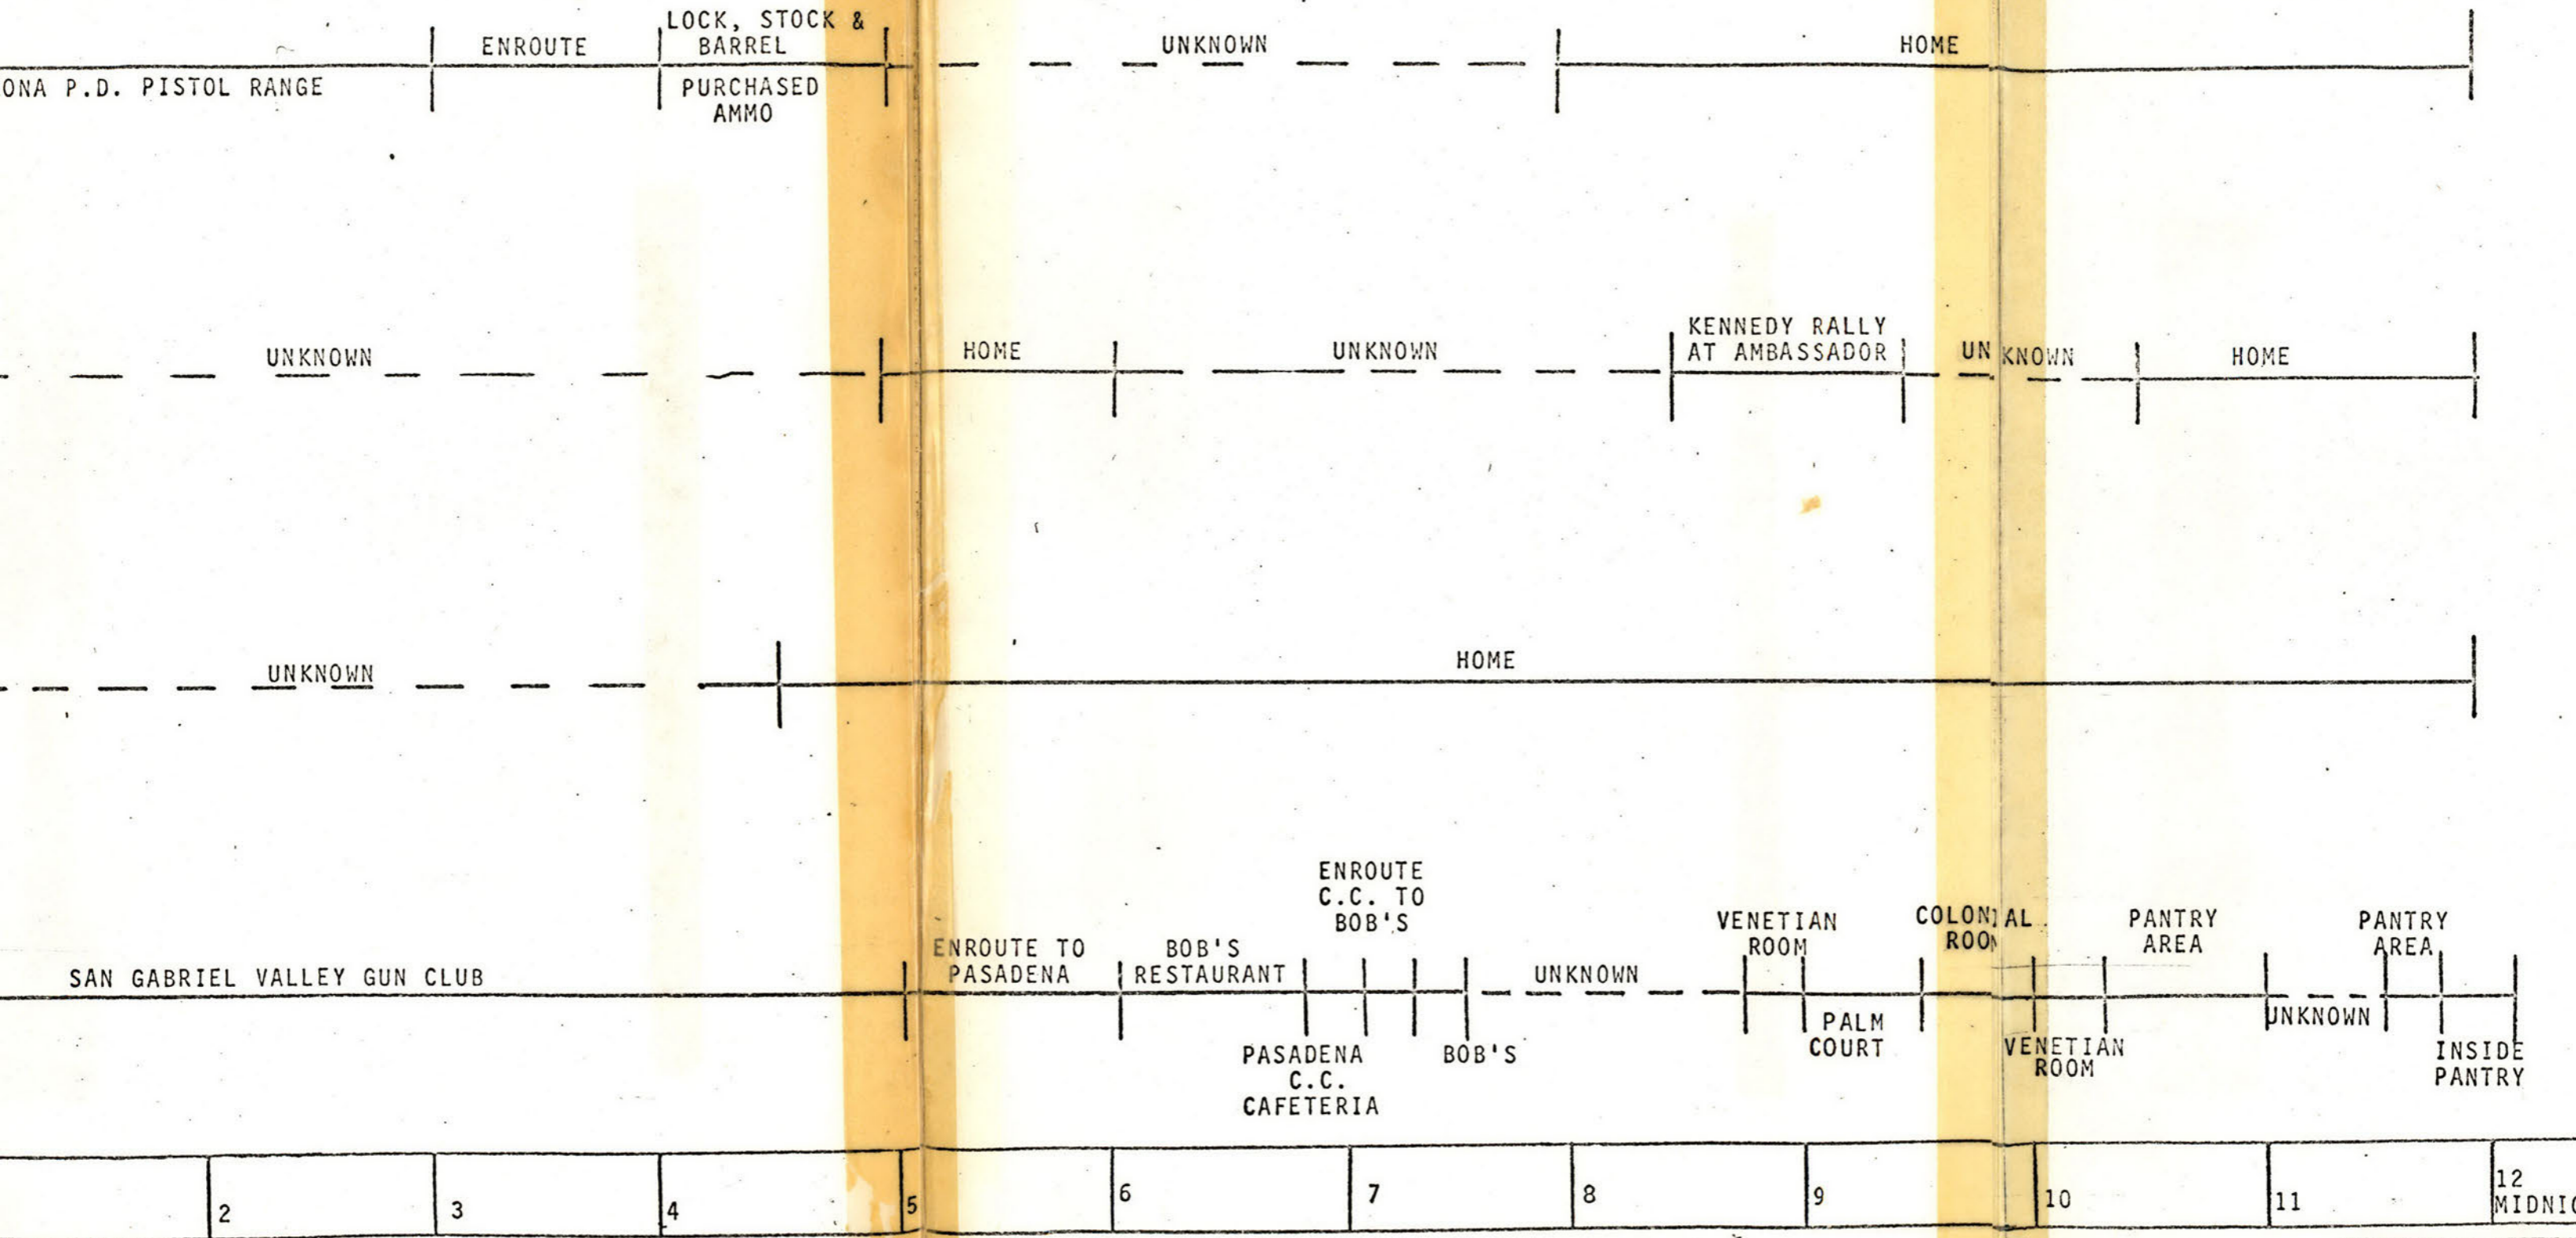 LOCK, STOCK &
ENROUTE BARREL UNKNOWN HOME
ONA P.D. PISTOL RANGE PURCHASED
AMMO
KENNEDY RALLY
UNKNOWN HOME UNKNOWN AT AMBASSADOR UNKNOWN HOME
UNKNOWN HOME
ENROUTE
C.C. TO
BOB'S
VENETIAN COLONIAL PANTRY PANTRY
ROOM ROOM AREA AREA
ENROUTE TO BOB'S
SAN GABRIEL VALLEY GUN CLUB PASADENA RESTAURANT UNKNOWN
UNKNOWN
PALM
COURT
PASADENA BOB'S VENETIAN INSIDE
C.C. ROOM PANTRY
CAFETERIA
2 3 4 5 6 7 8 9 10 11 12
MIDNIG